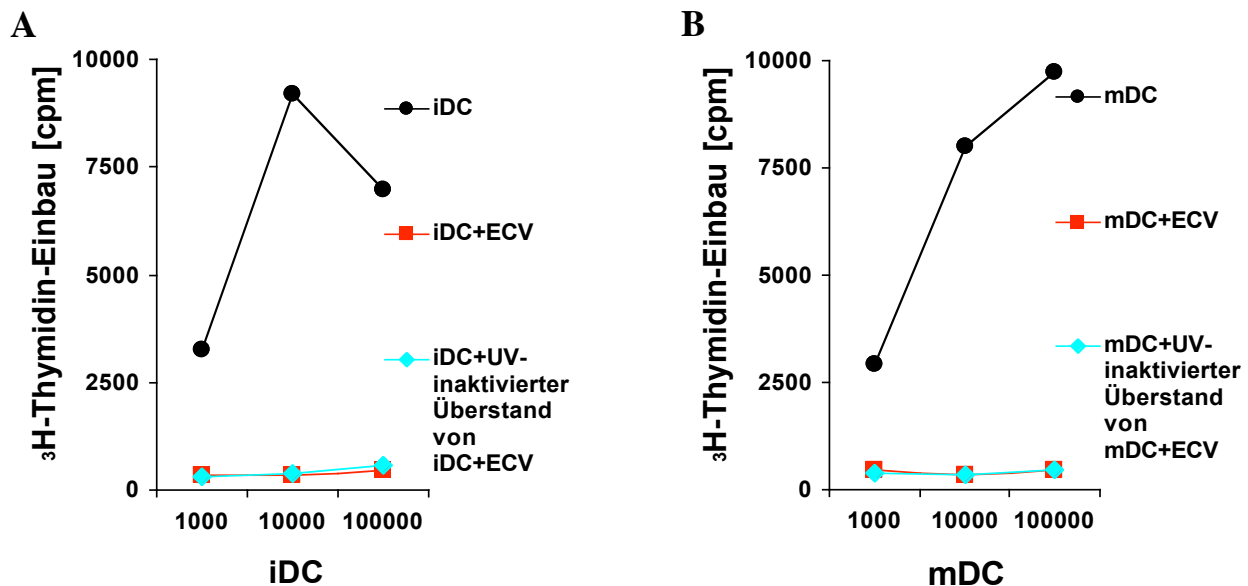 A
³H-Thymidin-Einbau [cpm]
10000
7500
5000
2500
0
1000 10000 100000
iDC
iDC
iDC+ECV
iDC+UV-
inaktivierter
Überstand
von
iDC+ECV
B
³H-Thymidin-Einbau [cpm]
10000
7500
5000
2500
0
1000 10000 100000
mDC
mDC
mDC+ECV
mDC+UV-
inaktivierter
Überstand
von
mDC+ECV